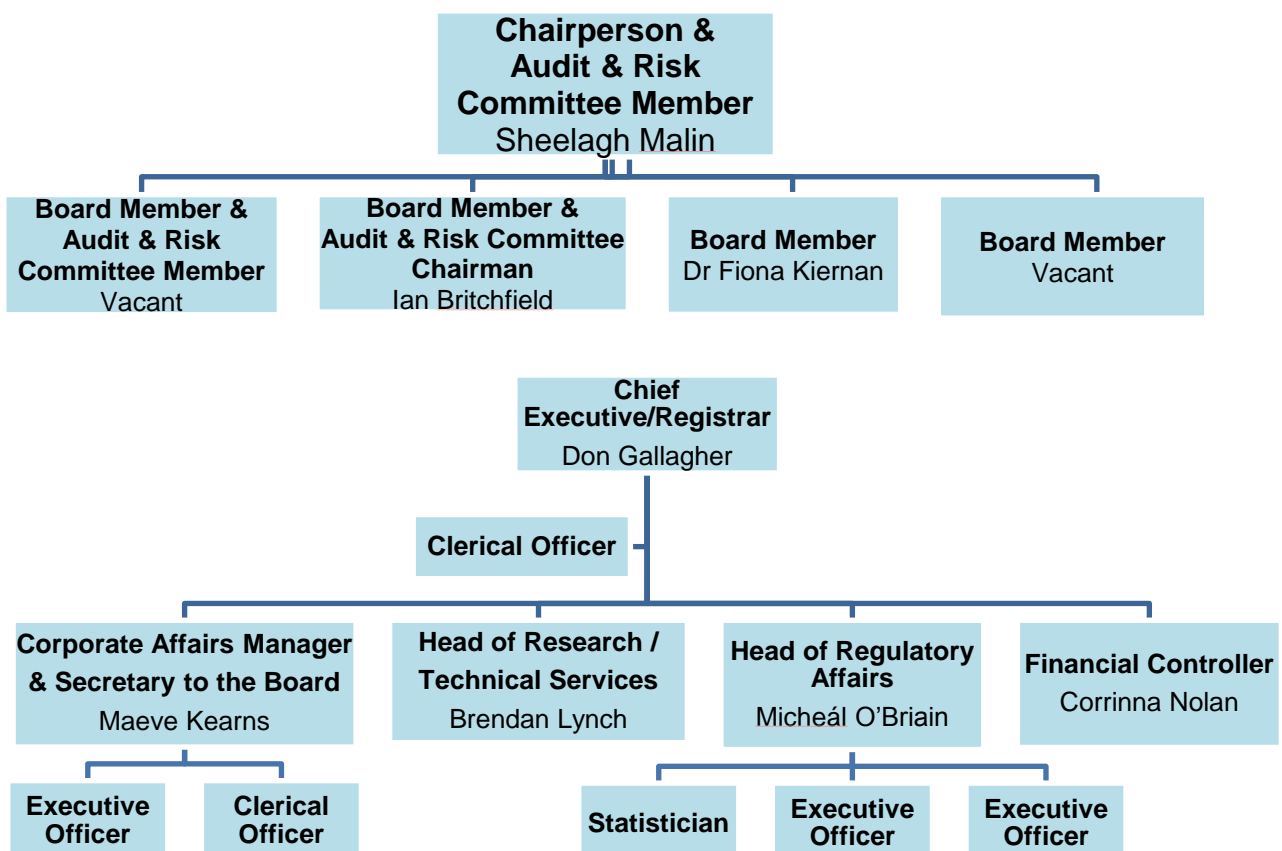 Chairperson &
Audit & Risk
Committee Member
Sheelagh Malin
Board Member &
Audit & Risk
Committee Member
Vacant
Board Member &
Audit & Risk Committee
Chairman
Ian Britchfield
Board Member
Dr Fiona Kiernan
Board Member
Vacant
Chief
Executive/Registrar
Don Gallagher
Clerical Officer
Corporate Affairs Manager
& Secretary to the Board
Maeve Kearns
Head of Research /
Technical Services
Brendan Lynch
Head of Regulatory
Affairs
Micheál O’Briain
Financial Controller
Corrinna Nolan
Executive
Officer
Clerical
Officer
Statistician
Executive
Officer
Executive
Officer